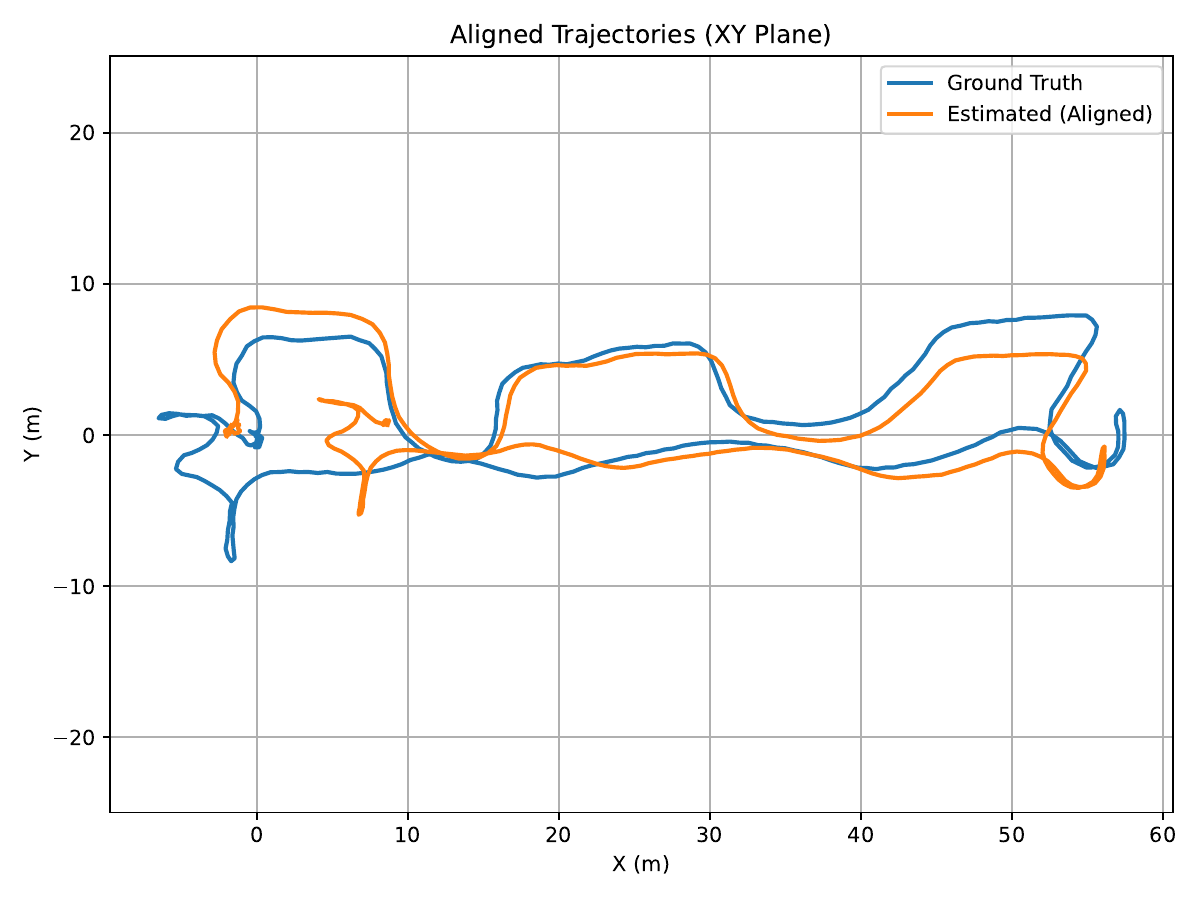 Aligned Trajectories (XY Plane)
Ground Truth
Estimated (Aligned)
20
10
0
−10
−20
Y (m)
0 10 20 30 40 50 60
X (m)